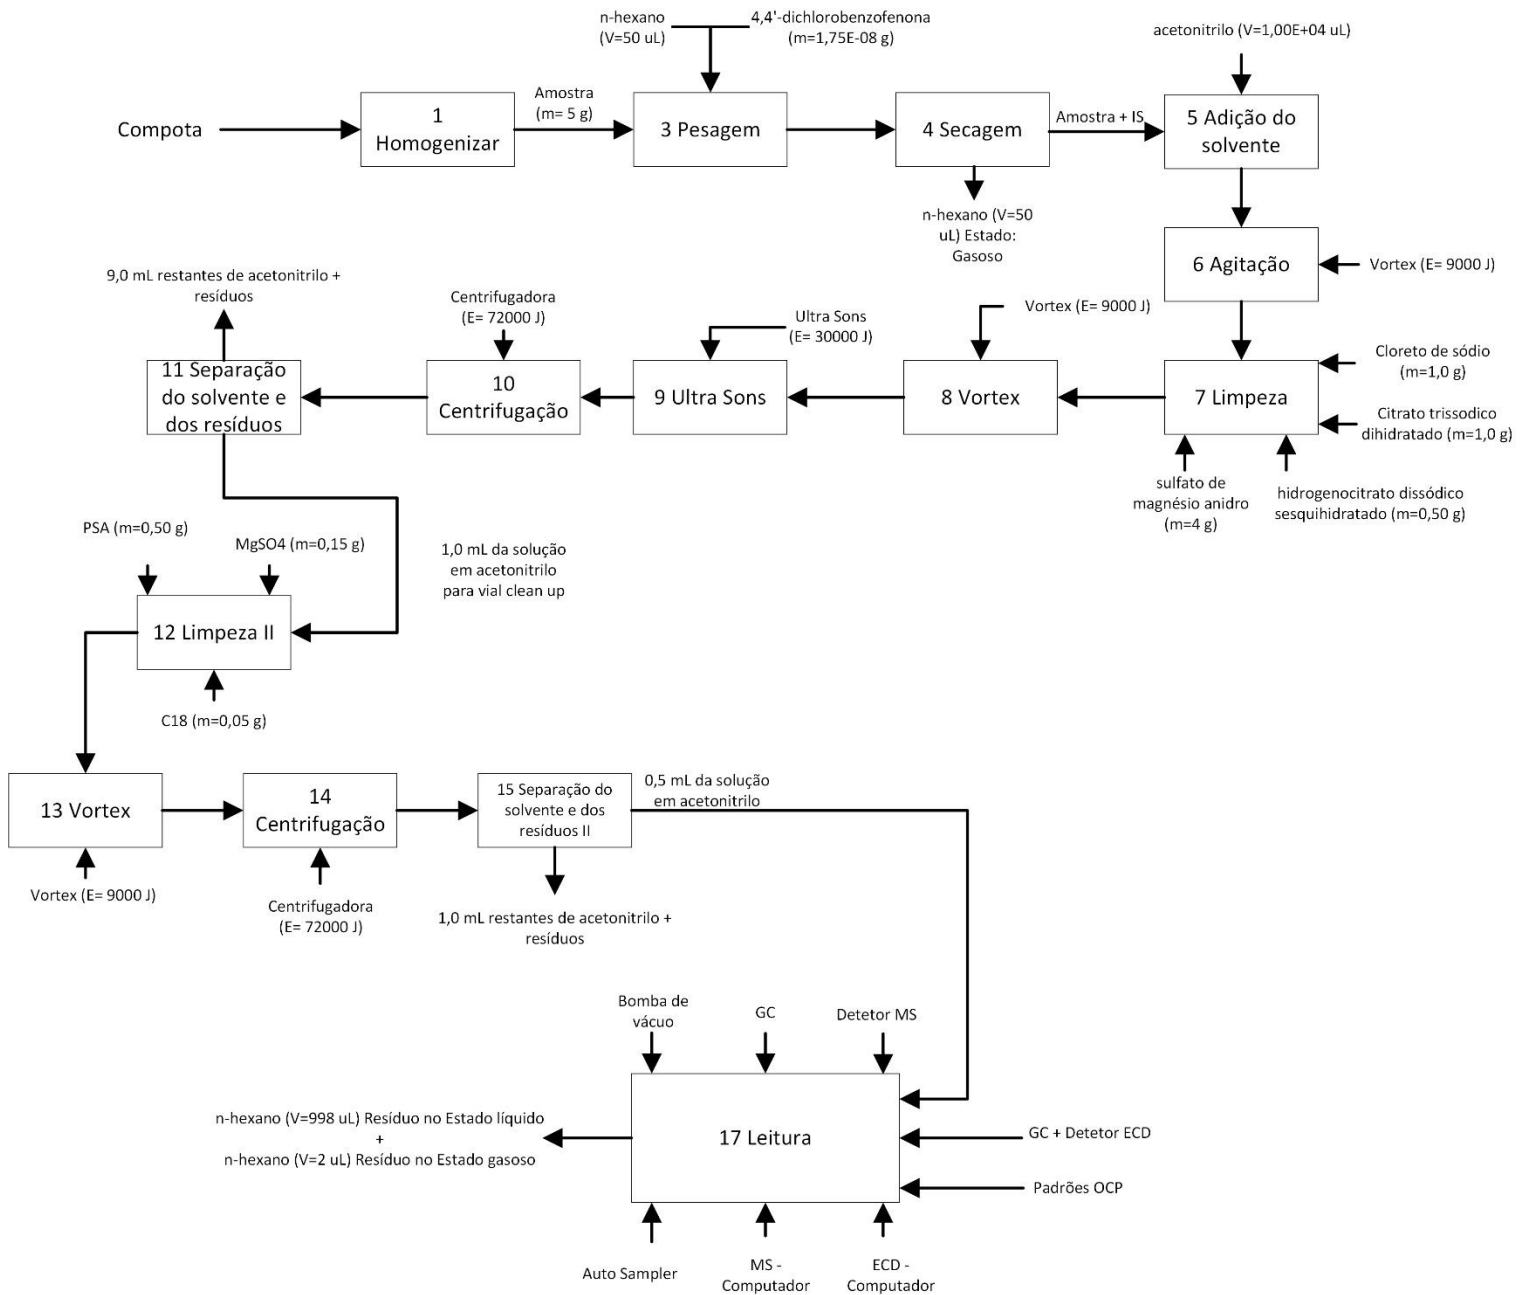 n-hexano
(V=50 uL)
4,4'-dichlorobenzofenona
(m=1,75E-08 g)
acetonitrilo (V=1,00E+04 uL)
Compota
1
Homogenizar
Amostra
(m= 5 g)
3 Pesagem
4 Secagem
Amostra + IS
5 Adição do
solvente
n-hexano (V=50
uL) Estado:
Gasoso
6 Agitação
Vortex (E= 9000 J)
9,0 mL restantes de acetonitrilo +
resíduos
Centrifugadora
(E= 72000 J)
Ultra Sons
(E= 30000 J)
Vortex (E= 9000 J)
11 Separação
do solvente e
dos resíduos
10
Centrifugação
9 Ultra Sons
8 Vortex
7 Limpeza
Cloreto de sódio
(m=1,0 g)
Citrato trissodico
dihidratado (m=1,0 g)
sulfato de
magnésio anidro
(m=4 g)
hidrogenocitrato dissódico
sesquihidratado (m=0,50 g)
PSA (m=0,50 g)
MgSO4 (m=0,15 g)
1,0 mL da solução
em acetonitrilo
para vial clean up
12 Limpeza II
C18 (m=0,05 g)
13 Vortex
14
Centrifugação
15 Separação do
solvente e dos
resíduos II
0,5 mL da solução
em acetonitrilo
Vortex (E= 9000 J)
Centrifugadora
(E= 72000 J)
1,0 mL restantes de acetonitrilo +
resíduos
Bomba de
vácuo
GC
Detetor MS
n-hexano (V=998 uL) Resíduo no Estado líquido
+
n-hexano (V=2 uL) Resíduo no Estado gasoso
17 Leitura
GC + Detetor ECD
Padrões OCP
Auto Sampler
MS -
Computador
ECD -
Computador